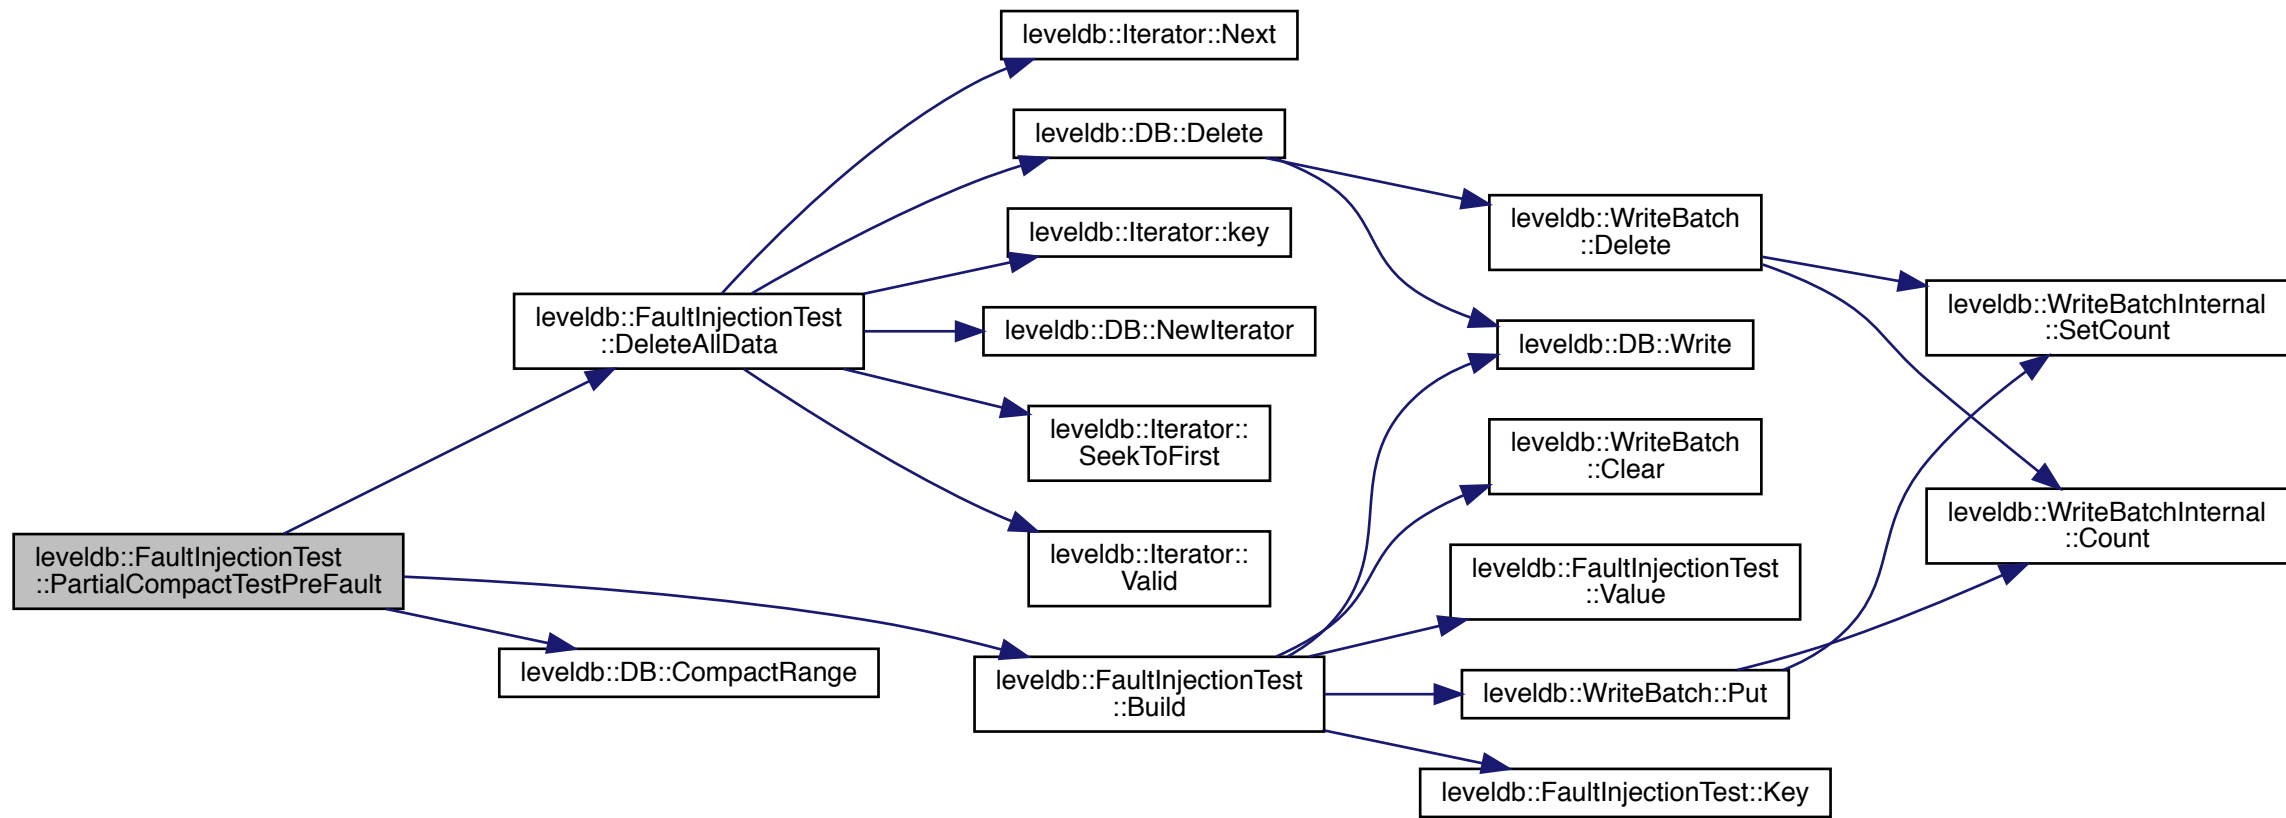 leveldb::Iterator::Next
leveldb::DB::Delete
leveldb::Iterator::key
leveldb::WriteBatch
::Delete
leveldb::FaultInjectionTest
::DeleteAllData
leveldb::DB::NewIterator
leveldb::DB::Write
leveldb::WriteBatchInternal
::SetCount
leveldb::Iterator::
SeekToFirst
leveldb::WriteBatch
::Clear
leveldb::WriteBatchInternal
::Count
leveldb::FaultInjectionTest
::PartialCompactTestPreFault
leveldb::Iterator::
Valid
leveldb::FaultInjectionTest
::Value
leveldb::DB::CompactRange
leveldb::FaultInjectionTest
::Build
leveldb::WriteBatch::Put
leveldb::FaultInjectionTest::Key